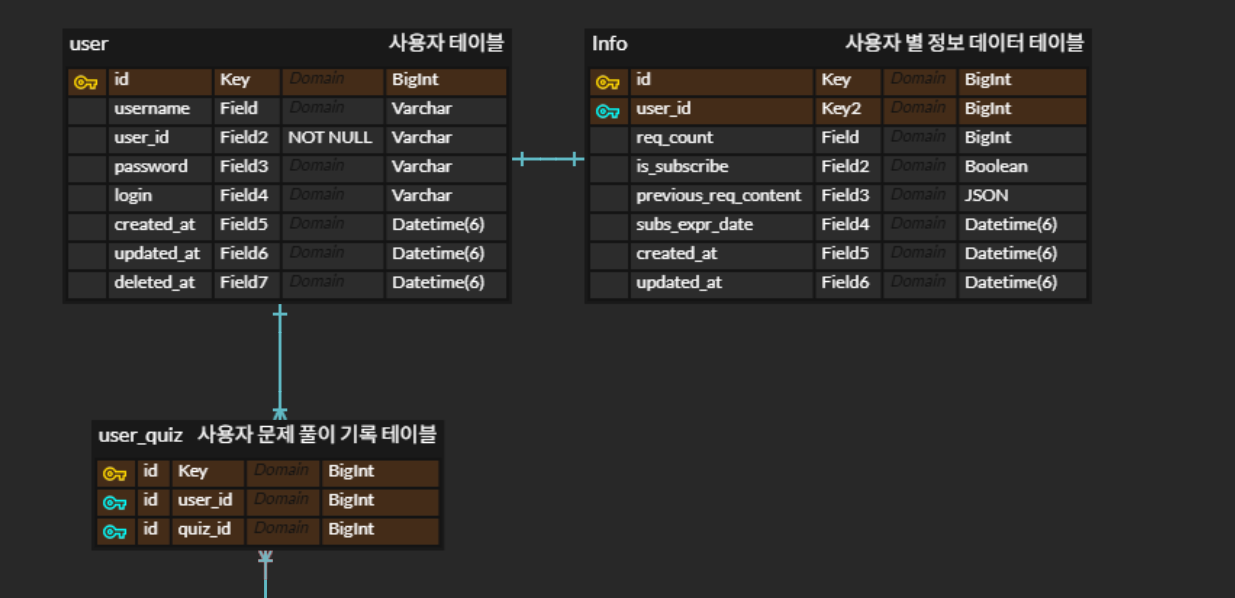 user 사용자 테이블
id Key Domain BigInt
username Field Domain Varchar
user_id Field2 NOT NULL Varchar
password Field3 Domain Varchar
login Field4 Domain Varchar
created_at Field5 Domain Datetime(6)
updated_at Field6 Domain Datetime(6)
deleted_at Field7 Domain Datetime(6)
Info 사용자 별 정보 데이터 테이블
id Key Domain BigInt
user_id Key2 Domain BigInt
req_count Field Domain BigInt
is_subscribe Field2 Domain Boolean
previous_req_content Field3 Domain JSON
subs_expr_date Field4 Domain Datetime(6)
created_at Field5 Domain Datetime(6)
updated_at Field6 Domain Datetime(6)
user_quiz 사용자 문제 풀이 기록 테이블
id Key Domain BigInt
id user_id Domain BigInt
id quiz_id Domain BigInt